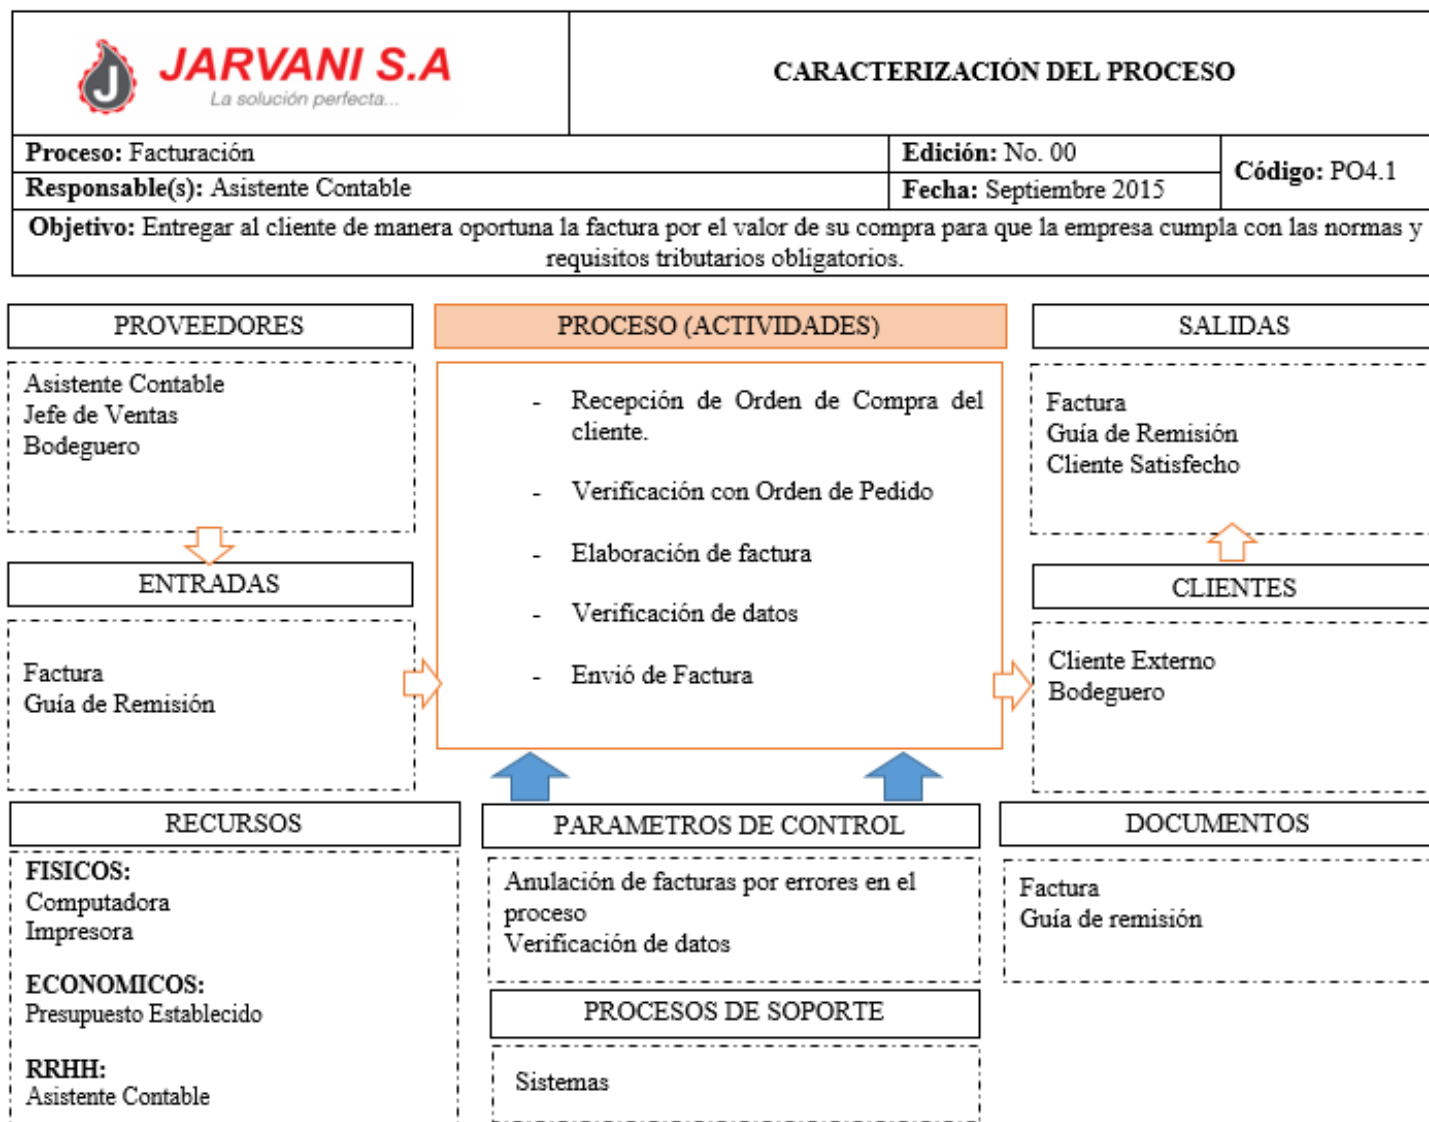 J
JARVANI S.A
La solución perfecta...
CARACTERIZACIÓN DEL PROCESO
Proceso: Facturación
Edición: No. 00
Código: PO4.1
Responsable(s): Asistente Contable
Fecha: Septiembre 2015
Objetivo: Entregar al cliente de manera oportuna la factura por el valor de su compra para que la empresa cumpla con las normas y
requisitos tributarios obligatorios.
PROVEEDORES
Asistente Contable
Jefe de Ventas
Bodeguero
ENTRADAS
Factura
Guía de Remisión
PROCESO (ACTIVIDADES)
- Recepción de Orden de Compra del
cliente.
- Verificación con Orden de Pedido
- Elaboración de factura
- Verificación de datos
- Envió de Factura
SALIDAS
Factura
Guía de Remisión
Cliente Satisfecho
CLIENTES
Cliente Externo
Bodeguero
RECURSOS
FISICOS:
Computadora
Impresora
ECONOMICOS:
Presupuesto Establecido
RRHH:
Asistente Contable
PARAMETROS DE CONTROL
Anulación de facturas por errores en el
proceso
Verificación de datos
PROCESOS DE SOPORTE
Sistemas
DOCUMENTOS
Factura
Guía de remisión